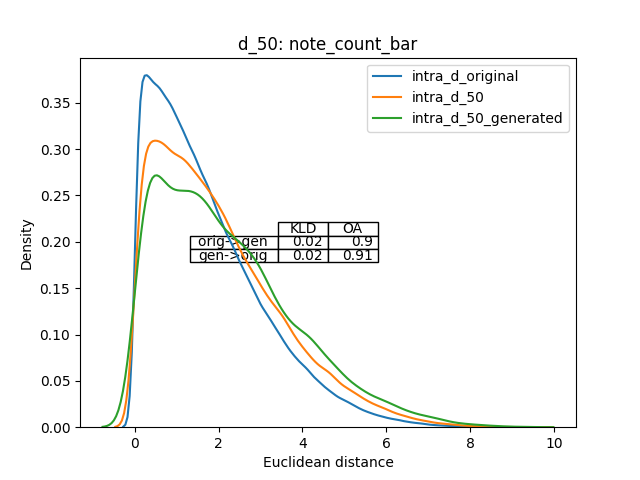 d_50: note_count_bar
intra_d_original
intra_d_50
intra_d_50_generated
0.35
0.30
0.25
0.20
0.15
0.10
0.05
0.00
Density
KLD OA
orig->gen 0.02 0.9
gen->orig 0.02 0.91
0 2 4 6 8 10
Euclidean distance